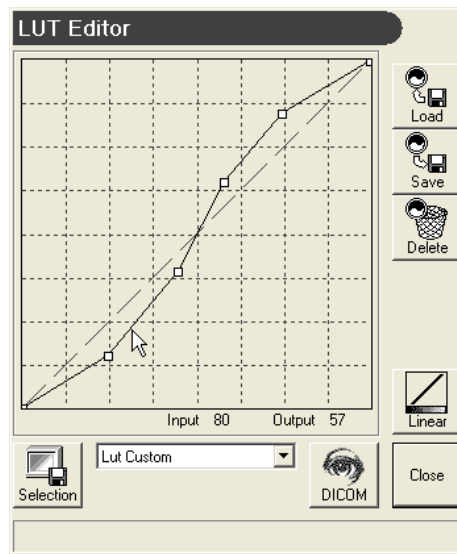 LUT Editor
Load
Save
Delete
Input 80 Output 57
Linear
Selection
Lut Custom
DICOM
Close